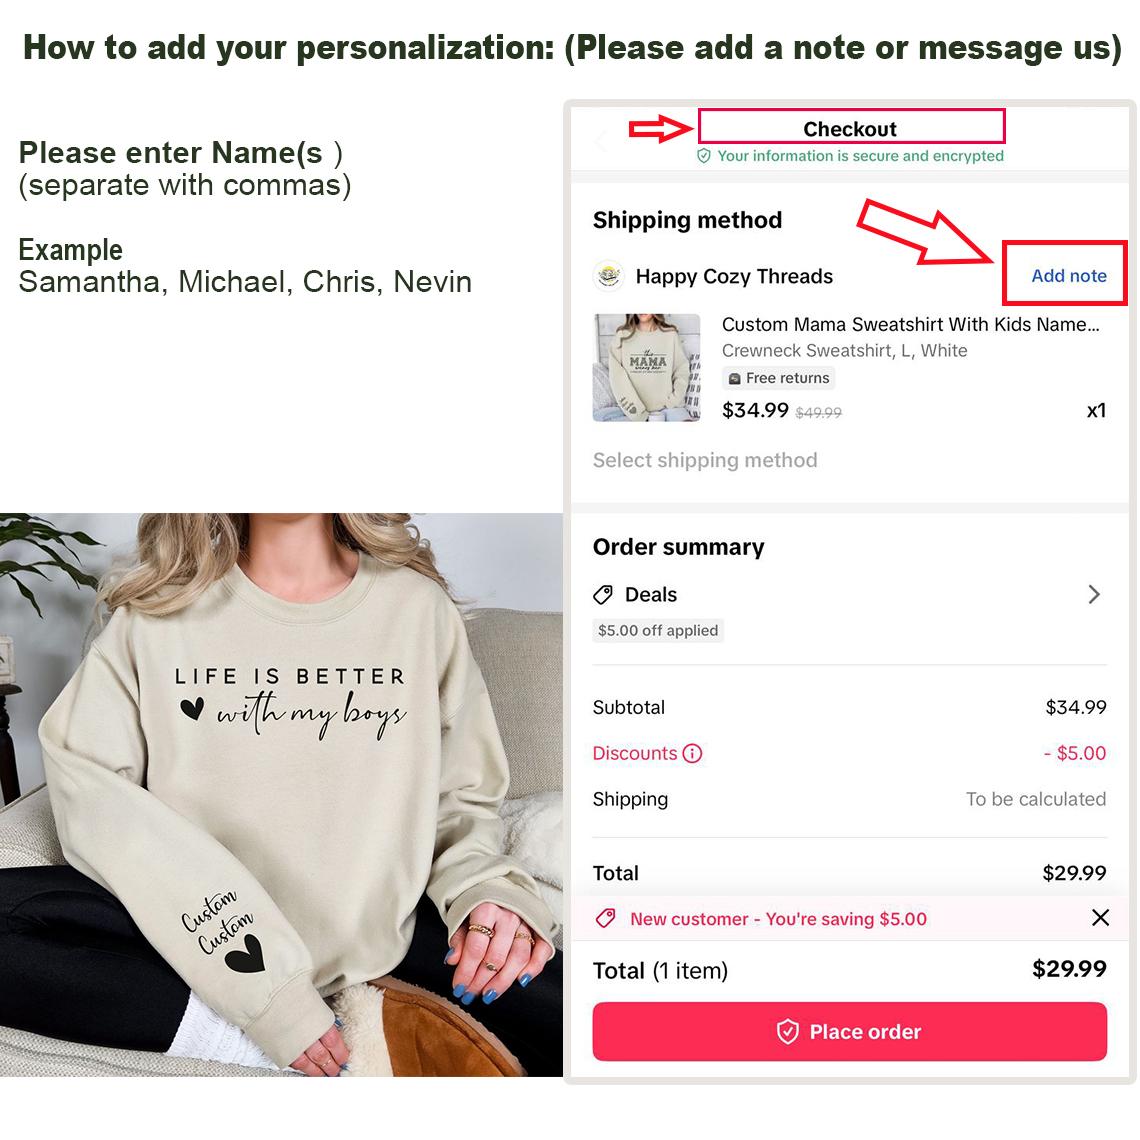 How to add your personalization: (Please add a note or message us)
Please enter Name(s )
(separate with commas)
Example
Samantha, Michael, Chris, Nevin
LIFE IS BETTER
with my boys
Custom
Custom
Checkout
Your information is secure and encrypted
Shipping method
Happy Cozy Threads
Add note
Custom Mama Sweatshirt With Kids Name...
Crewneck Sweatshirt, L, White
Free returns
$34.99 $49.99
x1
this
MAMA
Select shipping method
Order summary
Deals
$5.00 off applied
Subtotal $34.99
Discounts - $5.00
Shipping To be calculated
Total $29.99
New customer - You're saving $5.00
Total (1 item) $29.99
Place order